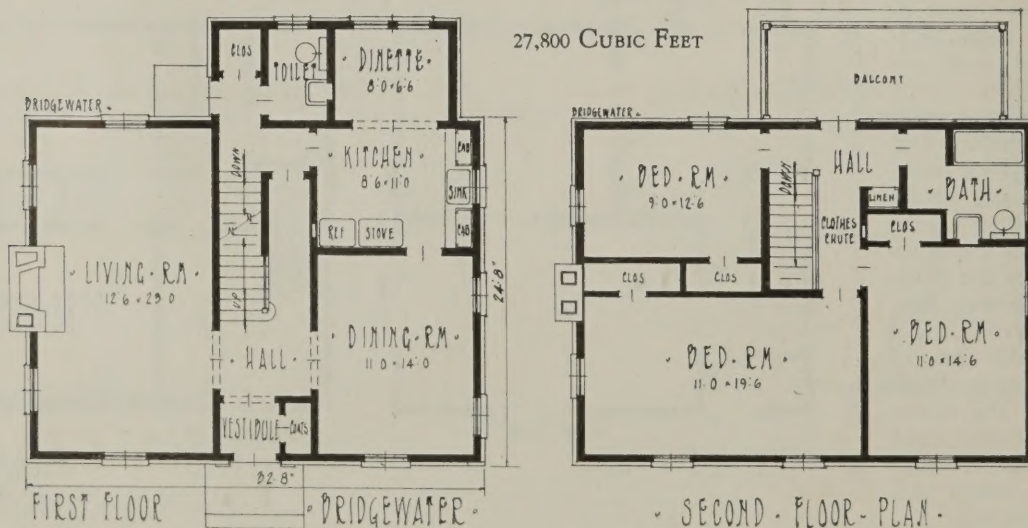 27,800 CUBIC FEET
BRIDGEWATER.
CLOS
TOILET
DINETTE.
8'0 × 6'6
LIVING·RM
12'6 × 23'0
DOWN
UP
KITCHEN
8'6 × 11'0
CAB
SINK
CAB
REF
STOVE
DINING·RM
11'0 × 14'0
24'·8"
HALL
VESTIBULE
COATS
32'·8"
FIRST FLOOR
·BRIDGEWATER·
BALCONY
BRIDGEWATER.
BED·RM
9'0 × 12'6
DOWN
HALL
LINEN
BATH
CLOTHES
CHUTE
CLOS
CLOS
CLOS
BED·RM·
11'0 × 19'6
BED·RM
11'0 × 14'6
·SECOND·FLOOR·PLAN·